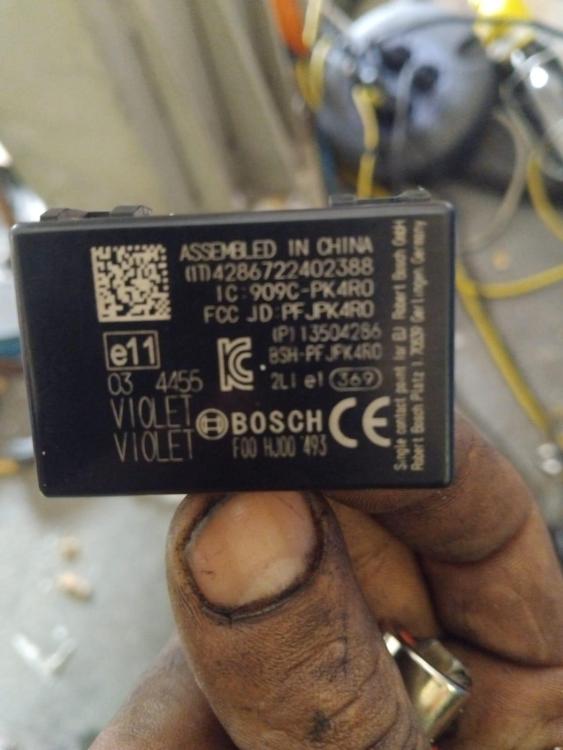 ASSEMBLED IN CHINA
(1T)4286722402388
IC:909C-PK4R0
FCC JD:PFJPK4R0
(P)13504286
BSH-PFJPK4R0
e11
2Li e1 369
03 4455
VIOLET
VIOLET
BOSCH
F00 HJ00 493
CE
Single contact point for EU Robert Bosch GmbH
Robert Bosch Platz 1 70839 Gerlingen Germany